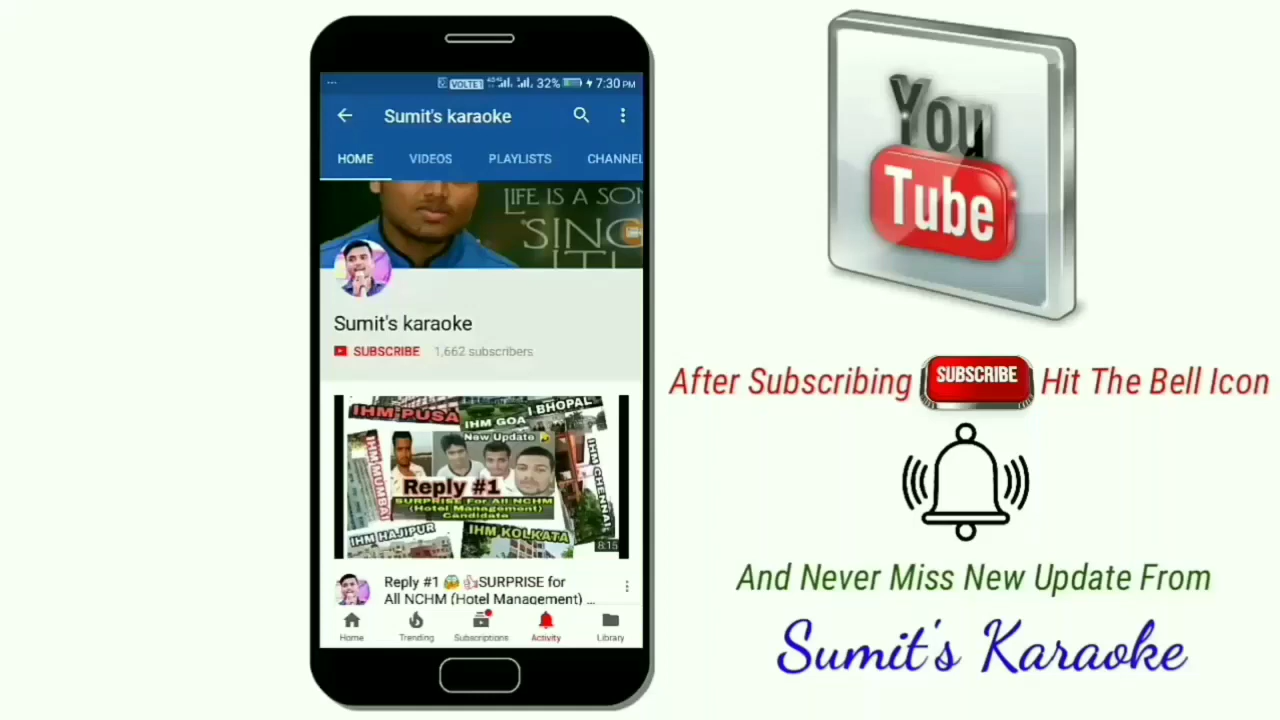 VOLTE1 32% 7:30 PM
Sumit's karaoke
HOME VIDEOS PLAYLISTS CHANNEL
LIFE IS A SON
SING
Sumit's karaoke
SUBSCRIBE 1,662 subscribers
IHM PUSA IHM GOA I BHOPAL
New Update
IHM MUMBAI
IHM CHENNAI
Reply #1
SURPRISE For All NCHM
(Hotel Management)
Candidate
IHM HAJIPUR IHM KOLKATA
8:15
Reply #1 😰👍SURPRISE for
All NCHM (Hotel Management) ...
Home Trending Subscriptions Activity Library
You
Tube
After Subscribing SUBSCRIBE Hit The Bell Icon
And Never Miss New Update From
Sumit's Karaoke